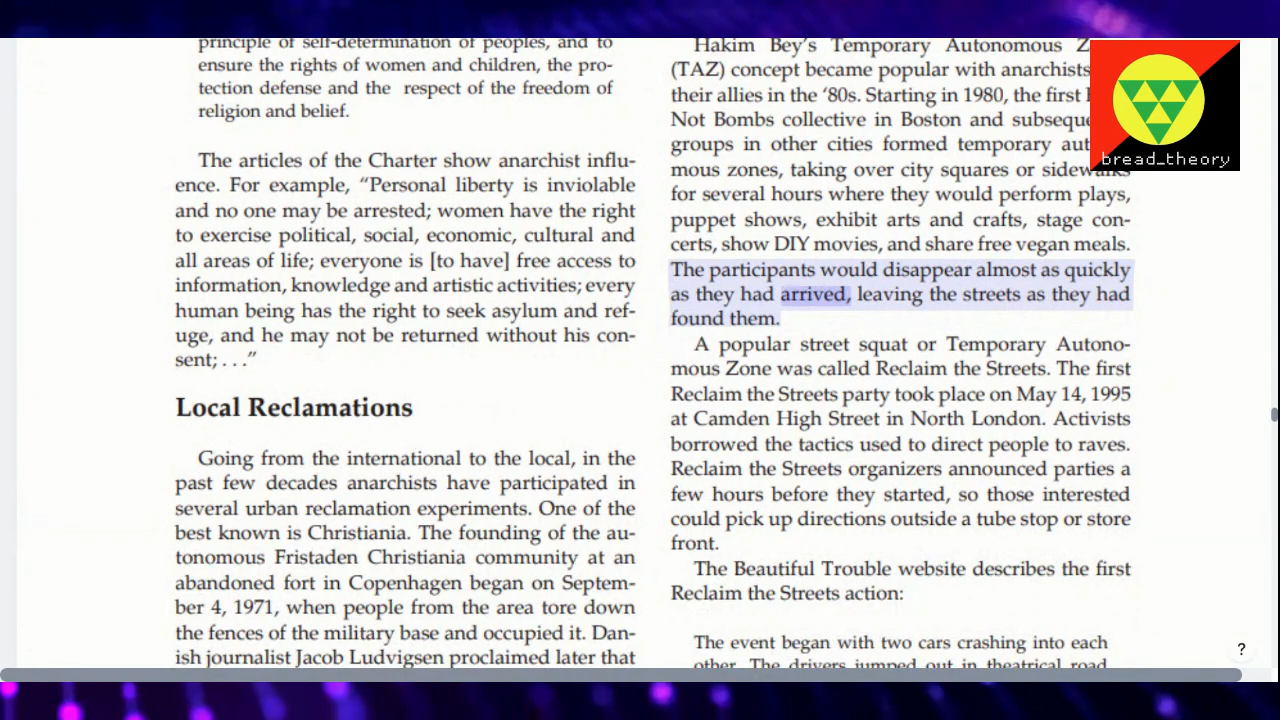 principle of self-determination of peoples, and to
ensure the rights of women and children, the pro-
tection defense and the respect of the freedom of
religion and belief.
The articles of the Charter show anarchist influ-
ence. For example, “Personal liberty is inviolable
and no one may be arrested; women have the right
to exercise political, social, economic, cultural and
all areas of life; everyone is [to have] free access to
information, knowledge and artistic activities; every
human being has the right to seek asylum and ref-
uge, and he may not be returned without his con-
sent; . . .”
Local Reclamations
Going from the international to the local, in the
past few decades anarchists have participated in
several urban reclamation experiments. One of the
best known is Christiania. The founding of the au-
tonomous Fristaden Christiania community at an
abandoned fort in Copenhagen began on Septem-
ber 4, 1971, when people from the area tore down
the fences of the military base and occupied it. Dan-
ish journalist Jacob Ludvigsen proclaimed later that
Hakim Bey’s Temporary Autonomous
(TAZ) concept became popular with anarchists
their allies in the ‘80s. Starting in 1980, the first
Not Bombs collective in Boston and
groups in other cities formed temporary
mous zones, taking over city squares or sidewalks
for several hours where they would perform plays,
puppet shows, exhibit arts and crafts, stage con-
certs, show DIY movies, and share free vegan meals.
The participants would disappear almost as quickly
as they had arrived, leaving the streets as they had
found them.
A popular street squat or Temporary Autono-
mous Zone was called Reclaim the Streets. The first
Reclaim the Streets party took place on May 14, 1995
at Camden High Street in North London. Activists
borrowed the tactics used to direct people to raves.
Reclaim the Streets organizers announced parties a
few hours before they started, so those interested
could pick up directions outside a tube stop or store
front.
The Beautiful Trouble website describes the first
Reclaim the Streets action:
The event began with two cars crashing into each
other. The drivers jumped out in theatrical road
bread_theory
?